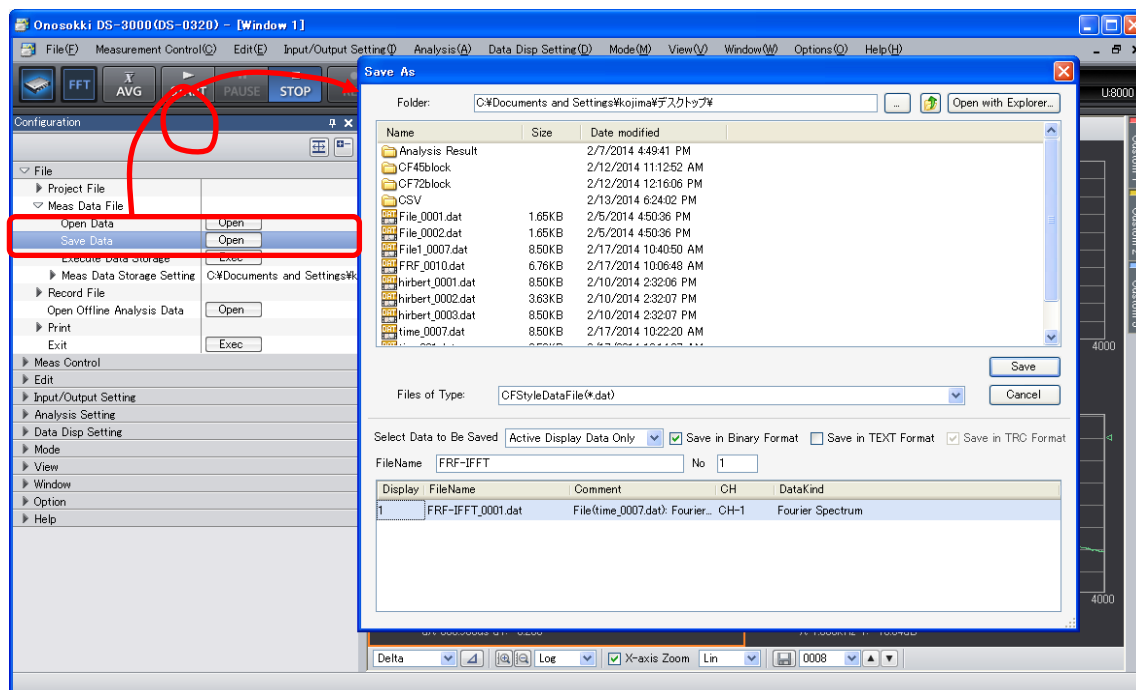 Onosokki DS-3000(DS-0320) - [Window 1]
File(F) Measurement Control(C) Edit(E) Input/Output Setting(I) Analysis(A) Data Disp Setting(D) Mode(M) View(V) Window(W) Options(O) Help(H)
FFT X AVG START PAUSE STOP
U:8000
Configuration
File
Project File
Meas Data File
Open Data Open
Save Data Open
Execute Data Storage Exec
Meas Data Storage Setting C:¥Documents and Settings¥k
Record File
Open Offline Analysis Data Open
Print
Exit Exec
Meas Control
Edit
Input/Output Setting
Analysis Setting
Data Disp Setting
Mode
View
Window
Option
Help
Save As
Folder: C:¥Documents and Settings¥kojima¥デスクトップ¥ ... Open with Explorer...
Name Size Date modified
Analysis Result 2/7/2014 4:49:41 PM
CF45block 2/12/2014 11:12:52 AM
CF72block 2/12/2014 12:16:06 PM
CSV 2/13/2014 6:24:02 PM
File_0001.dat 1.65KB 2/5/2014 4:50:36 PM
File_0002.dat 1.65KB 2/5/2014 4:50:36 PM
File1_0007.dat 8.50KB 2/17/2014 10:40:50 AM
FRF_0010.dat 6.76KB 2/17/2014 10:06:48 AM
hirbert_0001.dat 8.50KB 2/10/2014 2:32:06 PM
hirbert_0002.dat 3.63KB 2/10/2014 2:32:07 PM
hirbert_0003.dat 8.50KB 2/10/2014 2:32:07 PM
time_0007.dat 8.50KB 2/17/2014 10:22:20 AM
Save
Files of Type: CFStyleDataFile(*.dat) Cancel
Select Data to Be Saved Active Display Data Only Save in Binary Format Save in TEXT Format Save in TRC Format
FileName FRF-IFFT No 1
Display FileName Comment CH DataKind
1 FRF-IFFT_0001.dat File(time_0007.dat): Fourier... CH-1 Fourier Spectrum
Custom 1
Custom 2
Custom 3
4000
4000
Delta Log X-axis Zoom Lin 0008